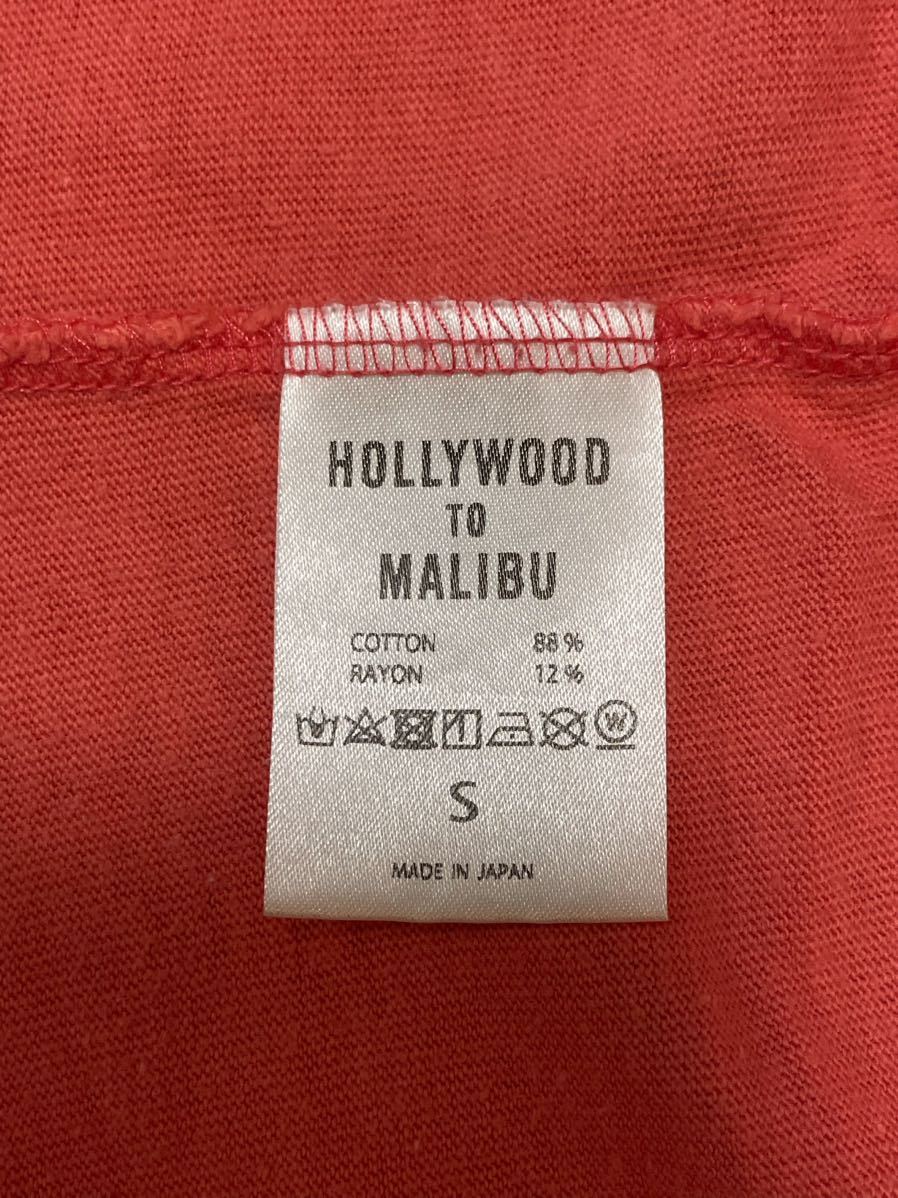 HOLLYWOOD
TO
MALIBU
COTTON 88%
RAYON 12%
W
S
MADE IN JAPAN